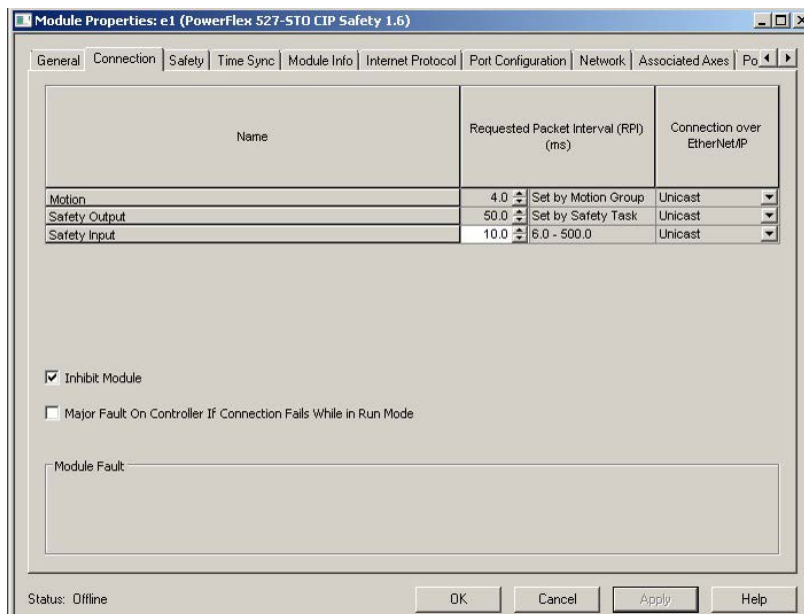 Module Properties: e1 (PowerFlex 527-STO CIP Safety 1.6)
General Connection Safety Time Sync Module Info Internet Protocol Port Configuration Network Associated Axes Po
Name Requested Packet Interval (RPI) (ms) Connection over EtherNet/IP
Motion 4.0 Set by Motion Group Unicast
Safety Output 50.0 Set by Safety Task Unicast
Safety Input 10.0 6.0 - 500.0 Unicast
Inhibit Module
Major Fault On Controller If Connection Fails While in Run Mode
Module Fault
Status: Offline OK Cancel Apply Help